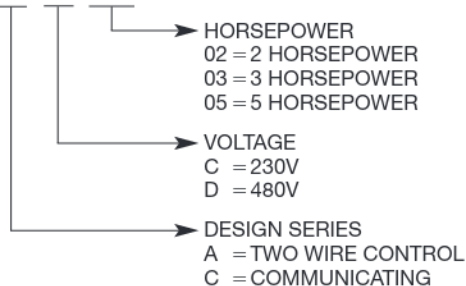 HORSEPOWER
02 = 2 HORSEPOWER
03 = 3 HORSEPOWER
05 = 5 HORSEPOWER
VOLTAGE
C = 230V
D = 480V
DESIGN SERIES
A = TWO WIRE CONTROL
C = COMMUNICATING